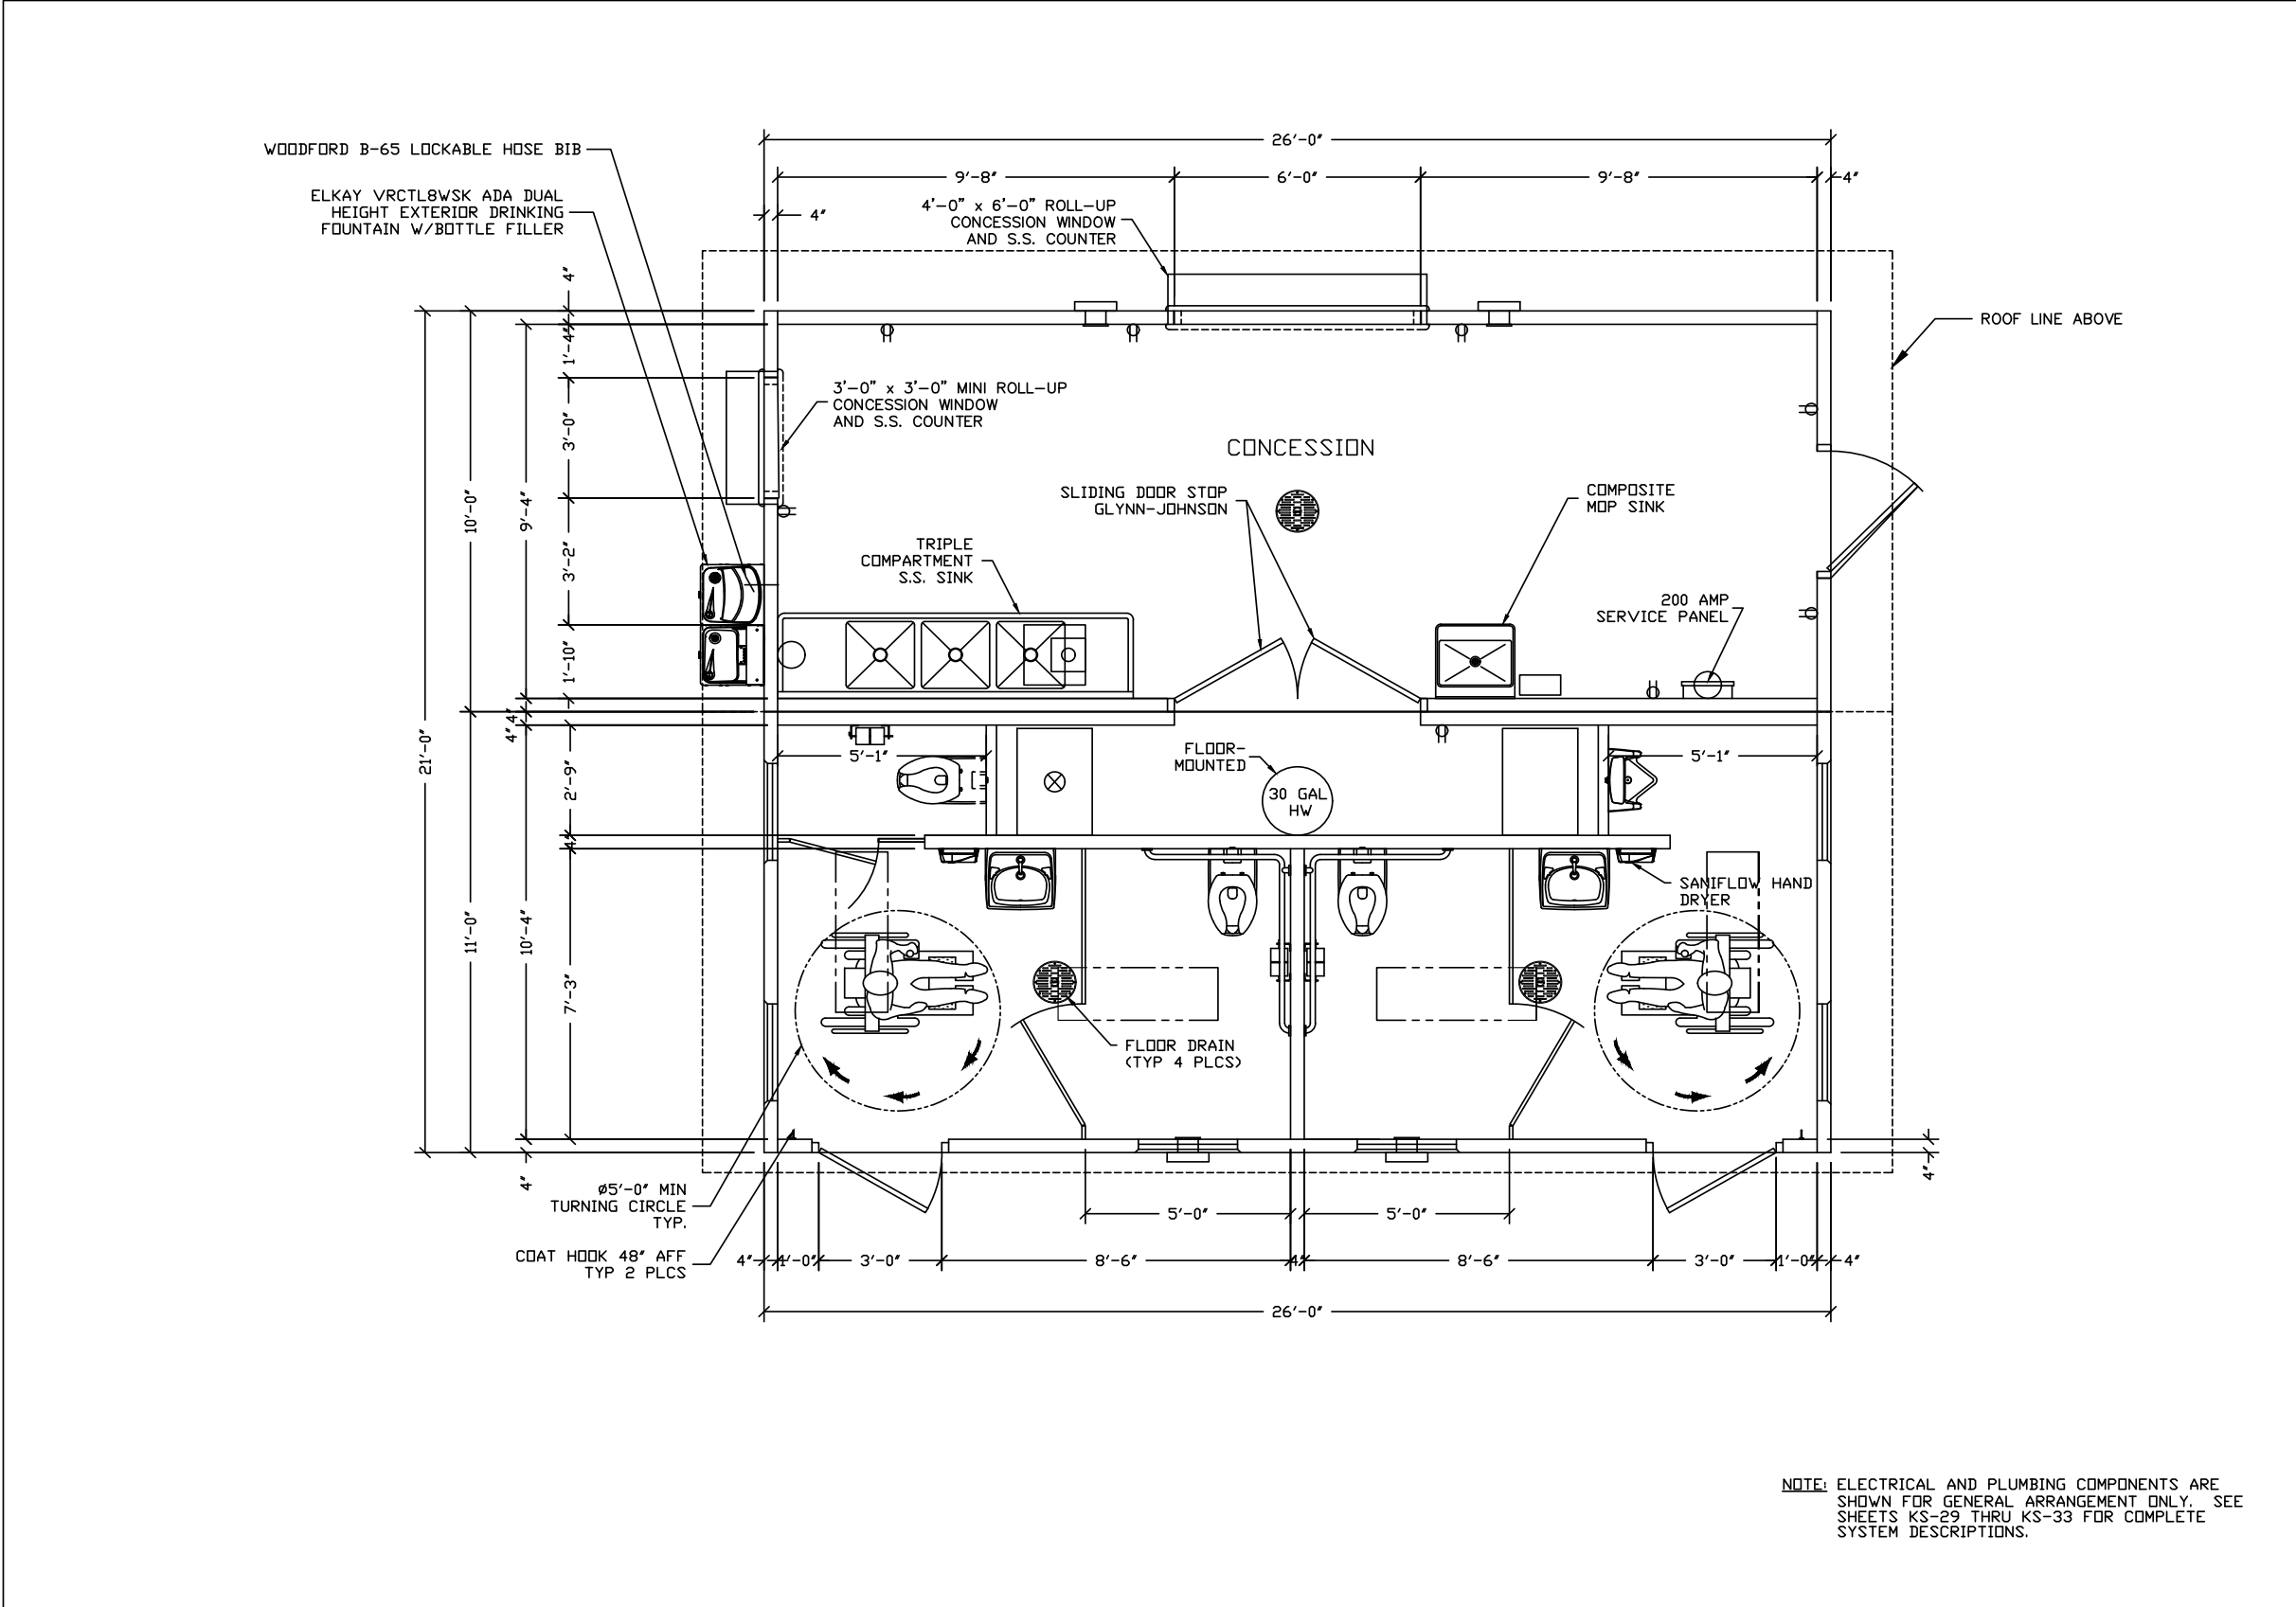 26'-0"
WOODFORD B-65 LOCKABLE HOSE BIB
9'-8"
6'-0"
9'-8"
4"
ELKAY VRCTL8WSK ADA DUAL
HEIGHT EXTERIOR DRINKING
FOUNTAIN W/BOTTLE FILLER
4"
4'-0" x 6'-0" ROLL-UP
CONCESSION WINDOW
AND S.S. COUNTER
4"
ROOF LINE ABOVE
1'-4"
3'-0" x 3'-0" MINI ROLL-UP
CONCESSION WINDOW
AND S.S. COUNTER
3'-0"
CONCESSION
SLIDING DOOR STOP
GLYNN-JOHNSON
COMPOSITE
MOP SINK
10'-0"
9'-4"
3'-2"
TRIPLE
COMPARTMENT
S.S. SINK
200 AMP
SERVICE PANEL
1'-10"
4"
4"
21'-0"
5'-1"
FLOOR-
MOUNTED
5'-1"
2'-9"
30 GAL
HW
4"
SANIFLOW HAND
DRYER
11'-0"
10'-4"
7'-3"
FLOOR DRAIN
(TYP 4 PLCS)
4"
4"
Ø5'-0" MIN
TURNING CIRCLE
TYP.
5'-0"
5'-0"
COAT HOOK 48" AFF
TYP 2 PLCS
4"
1'-0"
3'-0"
8'-6"
4"
8'-6"
3'-0"
1'-0"
4"
26'-0"
NOTE: ELECTRICAL AND PLUMBING COMPONENTS ARE
SHOWN FOR GENERAL ARRANGEMENT ONLY. SEE
SHEETS KS-29 THRU KS-33 FOR COMPLETE
SYSTEM DESCRIPTIONS.